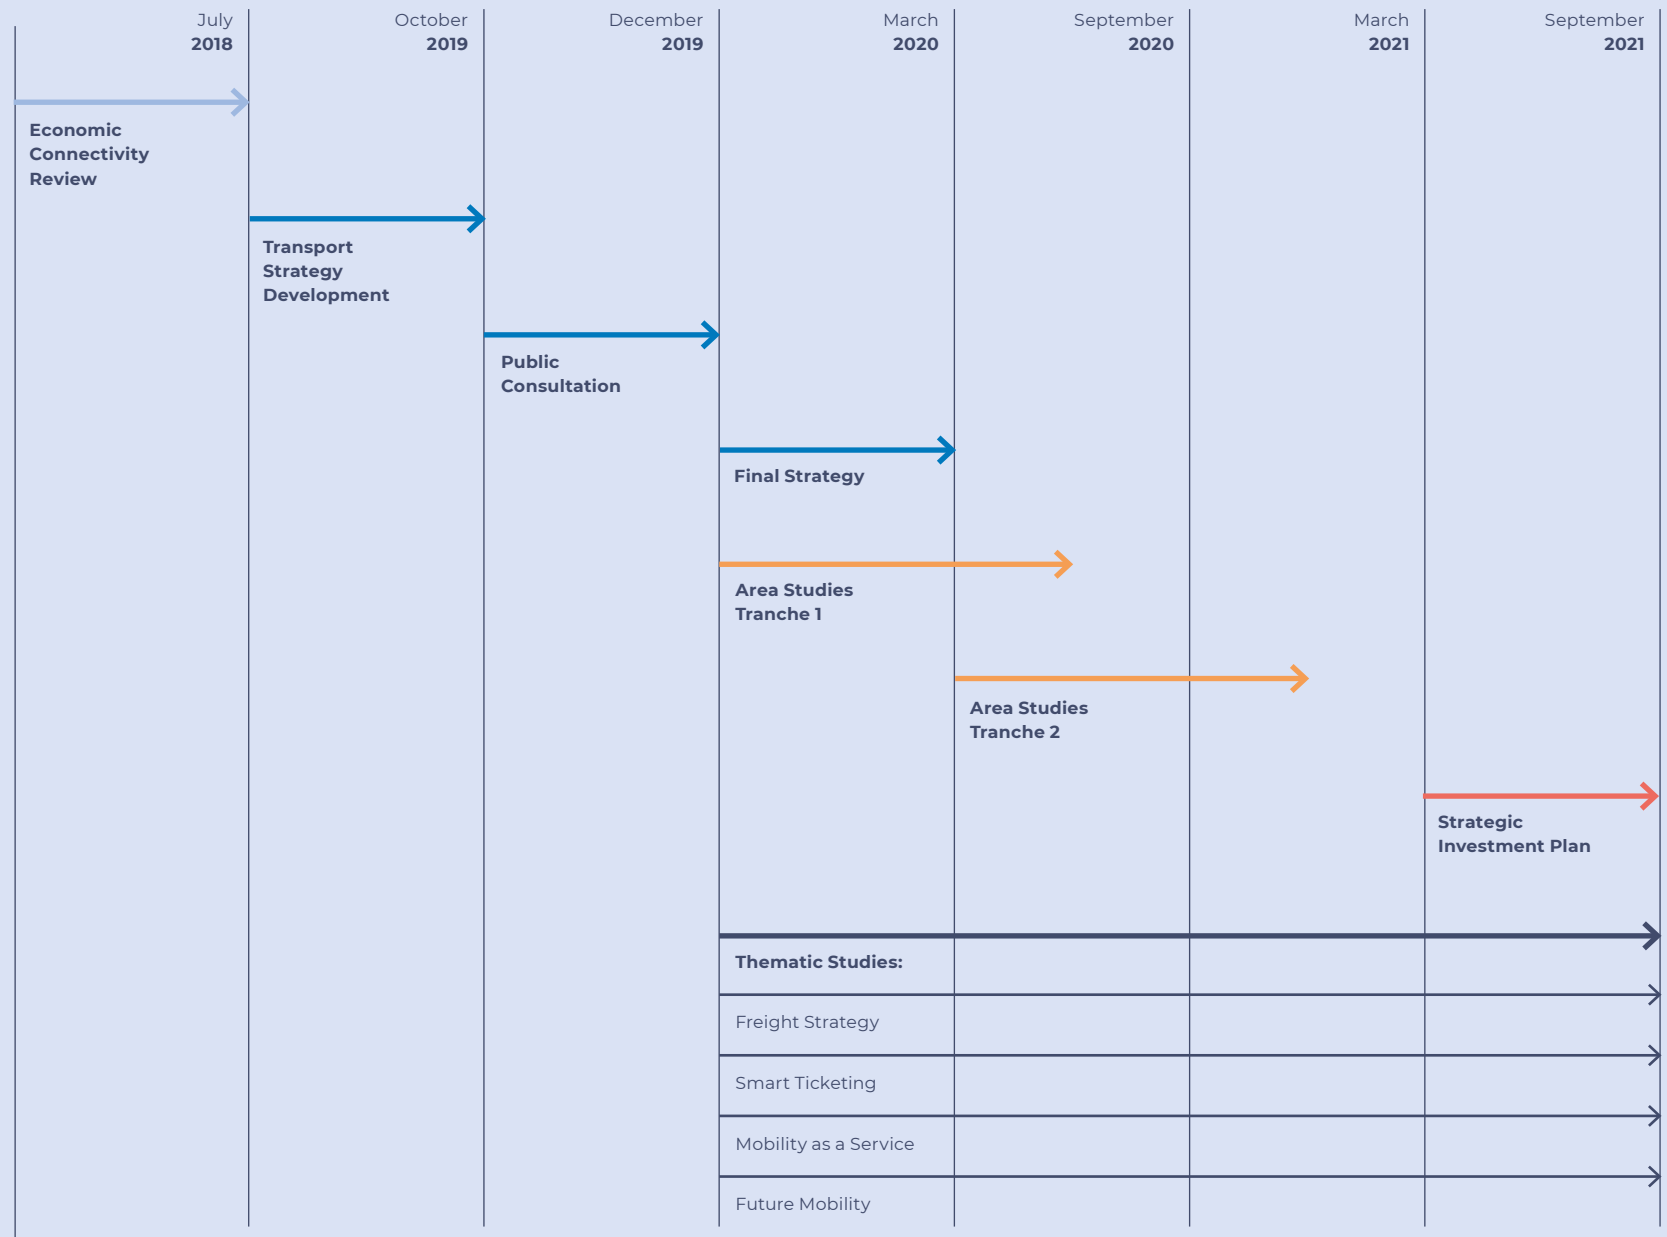 July
2018
October
2019
December
2019
March
2020
September
2020
March
2021
September
2021
Economic
Connectivity
Review
Transport
Strategy
Development
Public
Consultation
Final Strategy
Area Studies
Tranche 1
Area Studies
Tranche 2
Strategic
Investment Plan
Thematic Studies:
Freight Strategy
Smart Ticketing
Mobility as a Service
Future Mobility